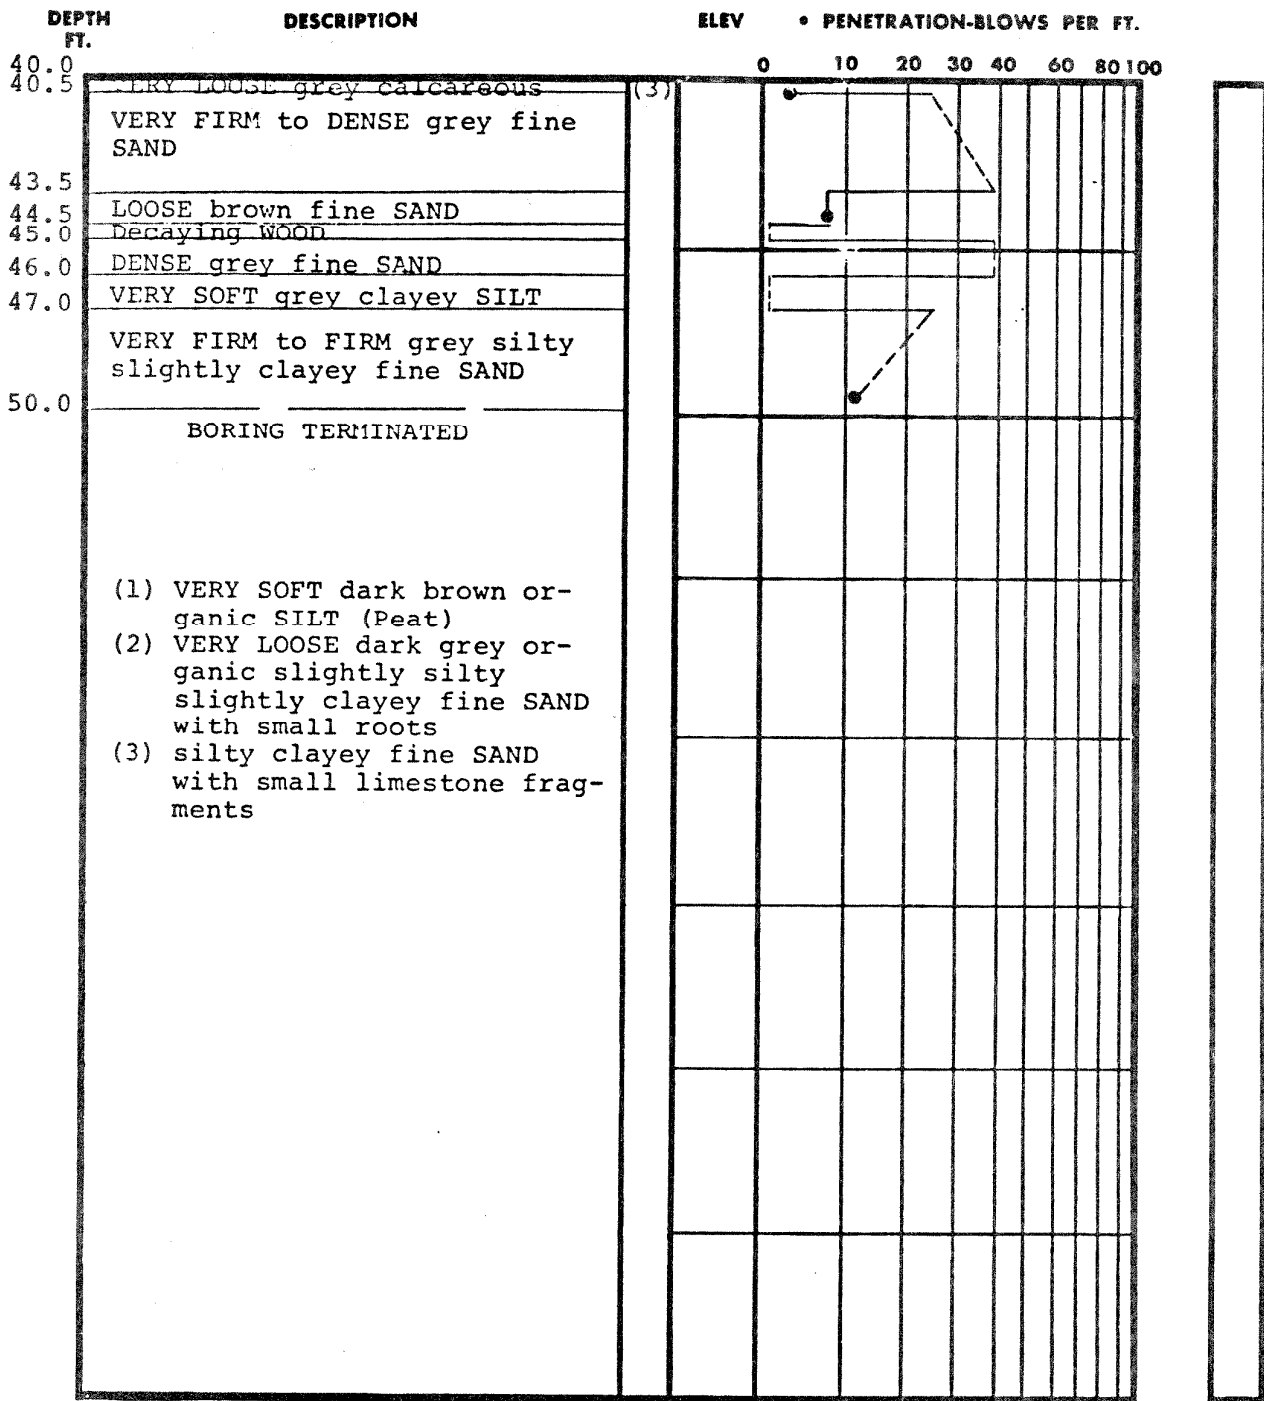 DEPTH FT. DESCRIPTION ELEV • PENETRATION-BLOWS PER FT.
40.0 0 10 20 30 40 60 80 100
40.5 VERY LOOSE grey calcareous (3)
VERY FIRM to DENSE grey fine
SAND
43.5
LOOSE brown fine SAND
44.5
Decaying WOOD
45.0
DENSE grey fine SAND
46.0
VERY SOFT grey clayey SILT
47.0
VERY FIRM to FIRM grey silty
slightly clayey fine SAND
50.0
BORING TERMINATED
(1) VERY SOFT dark brown or-
ganic SILT (Peat)
(2) VERY LOOSE dark grey or-
ganic slightly silty
slightly clayey fine SAND
with small roots
(3) silty clayey fine SAND
with small limestone frag-
ments